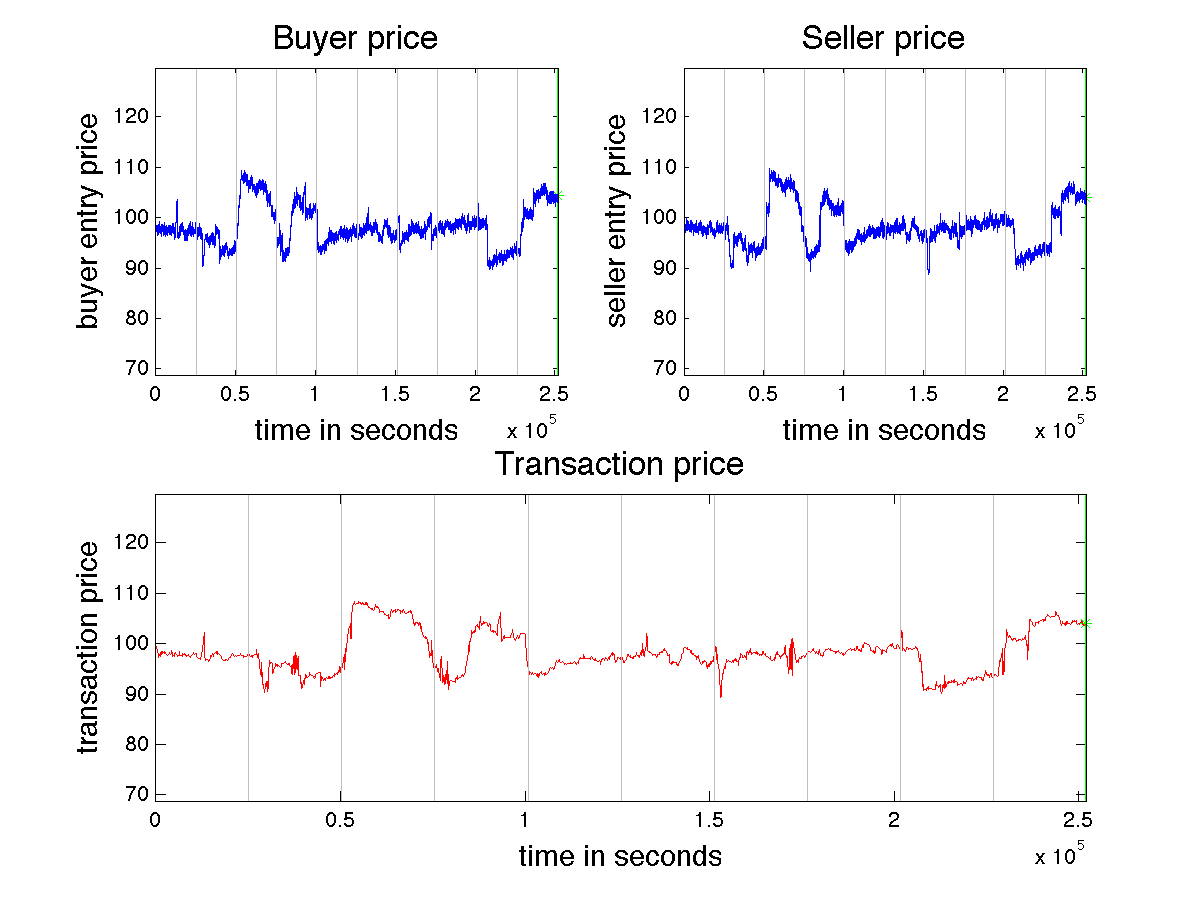 Buyer price
buyer entry price
120
110
100
90
80
70
0 0.5 1 1.5 2 2.5
x 10^5
time in seconds
Seller price
seller entry price
120
110
100
90
80
70
0 0.5 1 1.5 2 2.5
x 10^5
time in seconds
Transaction price
transaction price
120
110
100
90
80
70
0 0.5 1 1.5 2 2.5
x 10^5
time in seconds